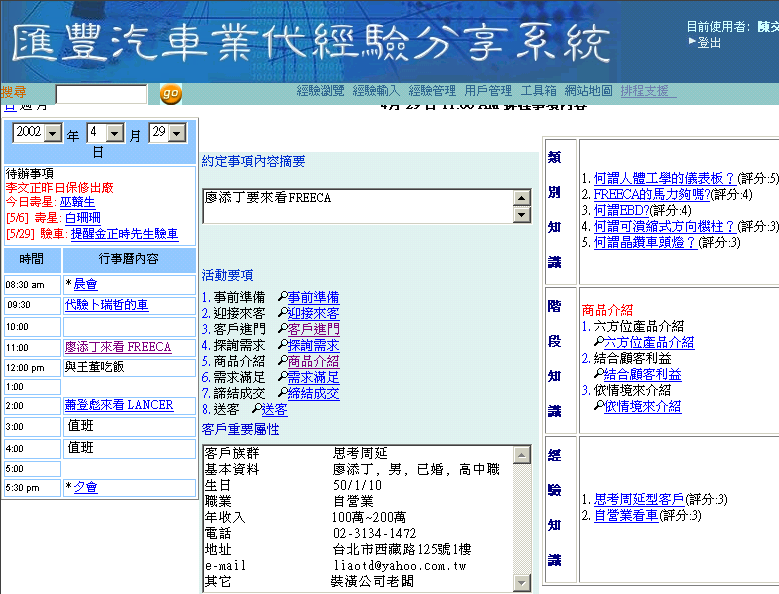 匯豐汽車業代經驗分享系統
目前使用者: 陳交
登出
搜尋 go 經驗瀏覽 經驗輸入 經驗管理 用戶管理 工具箱 網站地圖 排程支援
日 週 月
4月 29 日 11:00 AM 排程事項內容
2002 年 4 月 29 日
待辦事項
李文正昨日保修出廠
今日壽星: 巫贛生
[5/6] 壽星: 白珊珊
[5/29] 驗車: 提醒金正時先生驗車
時間 行事曆內容
08:30 am *晨會
09:30 代驗卜瑞哲的車
10:00
11:00 廖添丁來看 FREECA
12:00 pm 與王董吃飯
1:00
2:00 蕭登彪來看 LANCER
3:00 值班
4:00 值班
5:00
5:30 pm *夕會
約定事項內容摘要
廖添丁要來看FREECA
活動要項
1. 事前準備 事前準備
2. 迎接來客 迎接來客
3. 客戶進門 客戶進門
4. 探詢需求 探詢需求
5. 商品介紹 商品介紹
6. 需求滿足 需求滿足
7. 締結成交 締結成交
8. 送客 送客
客戶重要屬性
客戶族群 思考周延
基本資料 廖添丁, 男, 已婚, 高中職
生日 50/1/10
職業 自營業
年收入 100萬~200萬
電話 02-3134-1472
地址 台北市西藏路125號1樓
e-mail liaotd@yahoo.com.tw
其它 裝潢公司老闆
類別知識
1. 何謂人體工學的儀表板？(評分:5)
2. FREECA的馬力夠嗎?(評分:4)
3. 何謂EBD?(評分:4)
4. 何謂可潰縮式方向機柱？(評分:3)
5. 何謂晶鑽車頭燈？(評分:3)
階段知識
商品介紹
1. 六方位產品介紹
六方位產品介紹
2. 結合顧客利益
結合顧客利益
3. 依情境來介紹
依情境來介紹
經驗知識
1. 思考周延型客戶(評分:3)
2. 自營業看車(評分:3)